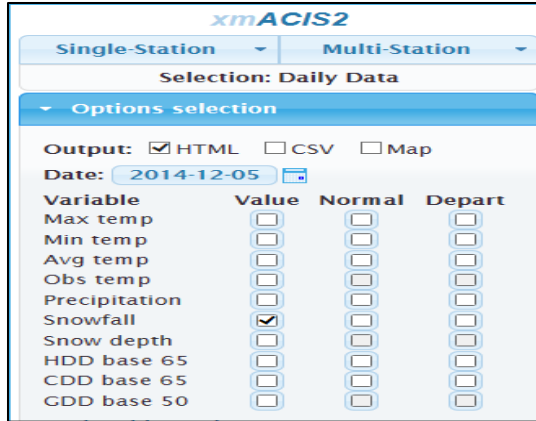 xmACIS2
Single-Station Multi-Station
Selection: Daily Data
Options selection
Output: HTML CSV Map
Date: 2014-12-05
Variable Value Normal Depart
Max temp
Min temp
Avg temp
Obs temp
Precipitation
Snowfall
Snow depth
HDD base 65
CDD base 65
GDD base 50